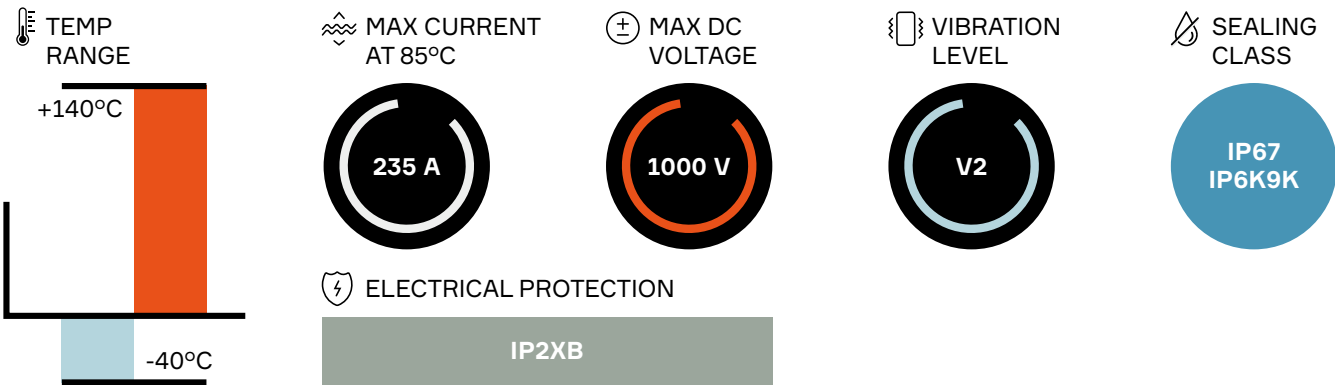 TEMP
RANGE
+140°C
-40°C
MAX CURRENT
AT 85°C
235 A
MAX DC
VOLTAGE
1000 V
VIBRATION
LEVEL
V2
SEALING
CLASS
IP67
IP6K9K
ELECTRICAL PROTECTION
IP2XB